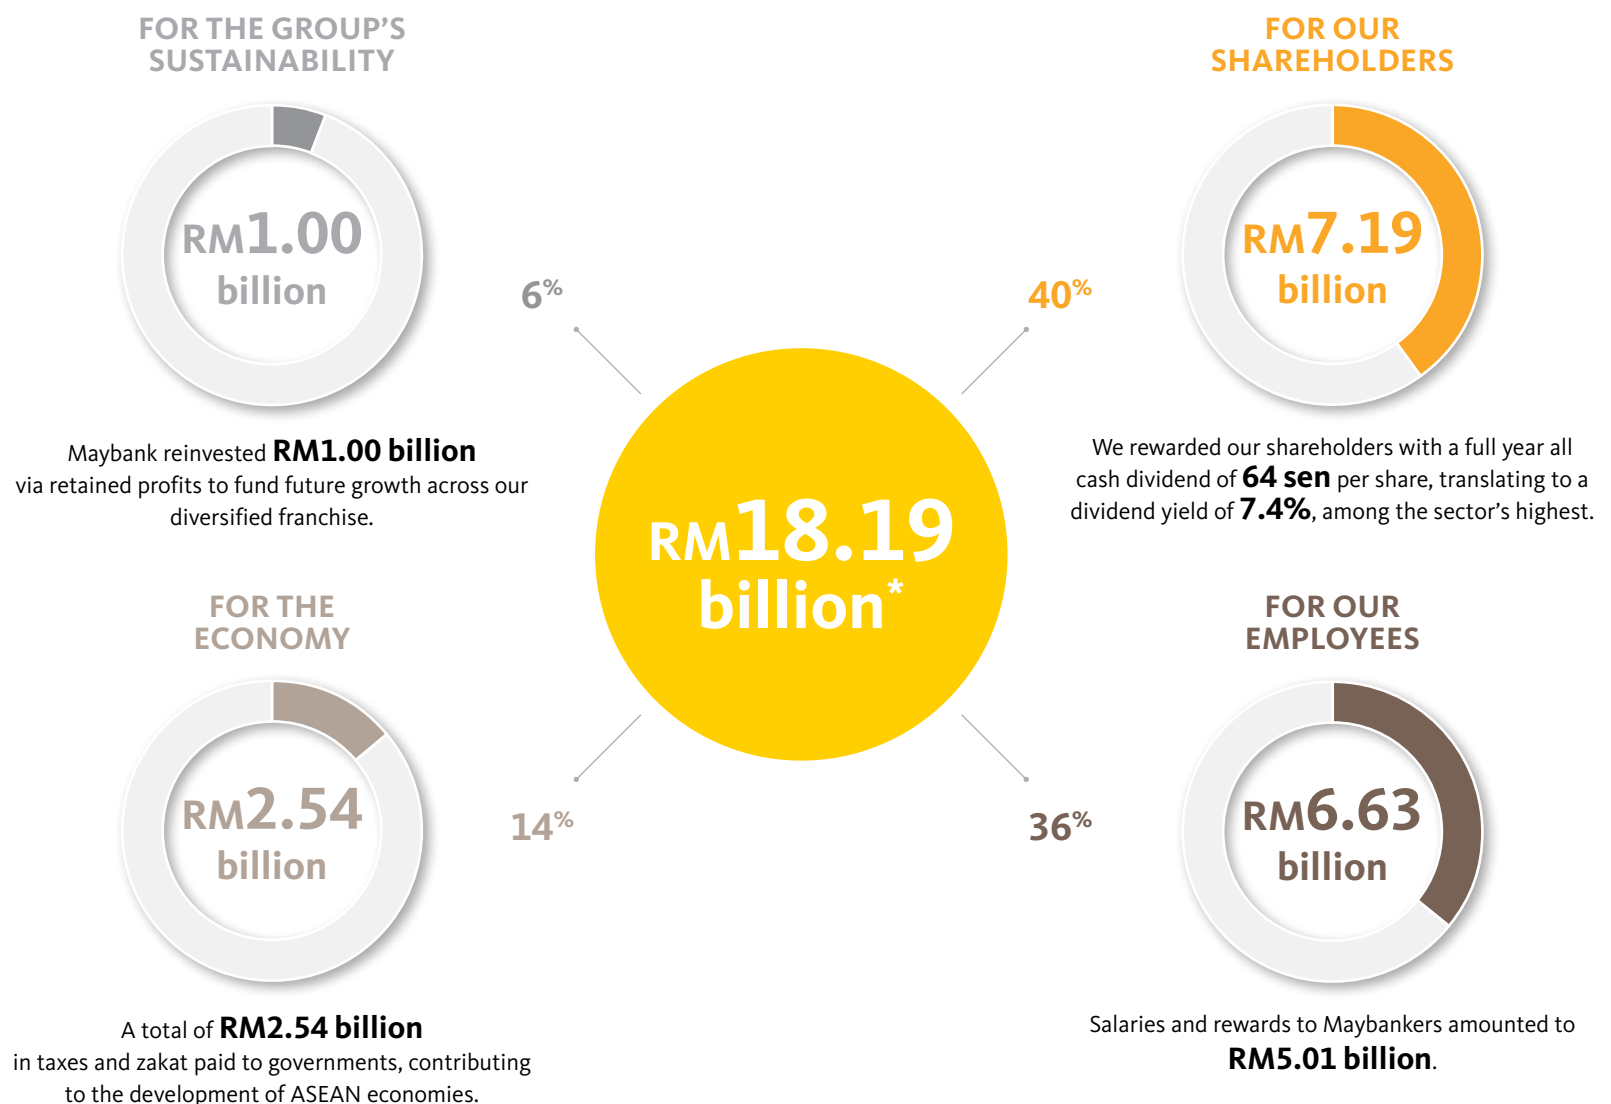 FOR THE GROUP’S
SUSTAINABILITY
RM1.00
billion
6%
Maybank reinvested RM1.00 billion
via retained profits to fund future growth across our
diversified franchise.
FOR OUR
SHAREHOLDERS
RM7.19
billion
40%
We rewarded our shareholders with a full year all
cash dividend of 64 sen per share, translating to a
dividend yield of 7.4%, among the sector’s highest.
RM18.19
billion*
FOR THE
ECONOMY
RM2.54
billion
14%
A total of RM2.54 billion
in taxes and zakat paid to governments, contributing
to the development of ASEAN economies.
FOR OUR
EMPLOYEES
RM6.63
billion
36%
Salaries and rewards to Maybankers amounted to
RM5.01 billion.